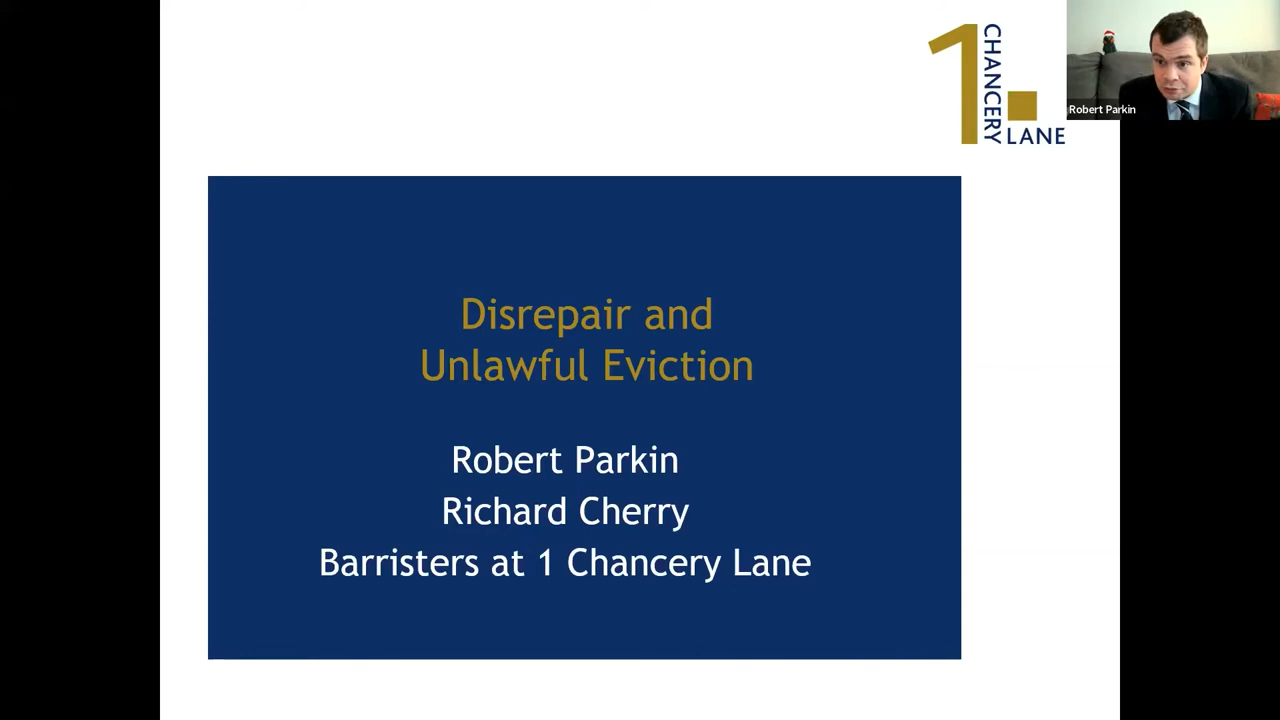 1 CHANCERY LANE
Robert Parkin
Disrepair and
Unlawful Eviction
Robert Parkin
Richard Cherry
Barristers at 1 Chancery Lane